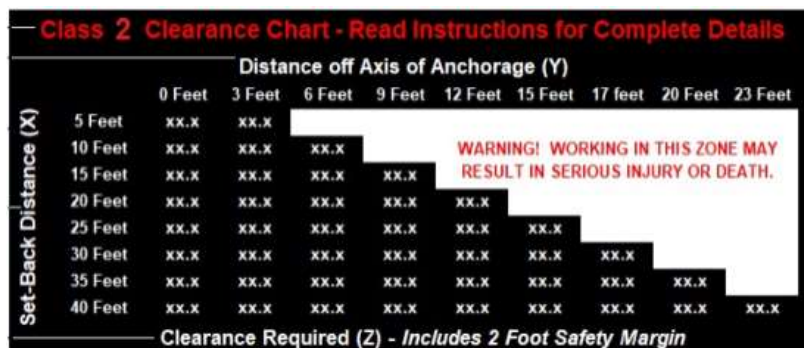 Class 2 Clearance Chart - Read Instructions for Complete Details
Distance off Axis of Anchorage (Y)
0 Feet 3 Feet 6 Feet 9 Feet 12 Feet 15 Feet 17 feet 20 Feet 23 Feet
Set-Back Distance (X)
5 Feet xx.x xx.x
10 Feet xx.x xx.x xx.x
15 Feet xx.x xx.x xx.x xx.x
20 Feet xx.x xx.x xx.x xx.x xx.x
25 Feet xx.x xx.x xx.x xx.x xx.x xx.x
30 Feet xx.x xx.x xx.x xx.x xx.x xx.x xx.x
35 Feet xx.x xx.x xx.x xx.x xx.x xx.x xx.x xx.x
40 Feet xx.x xx.x xx.x xx.x xx.x xx.x xx.x xx.x xx.x
WARNING! WORKING IN THIS ZONE MAY
RESULT IN SERIOUS INJURY OR DEATH.
Clearance Required (Z) - Includes 2 Foot Safety Margin